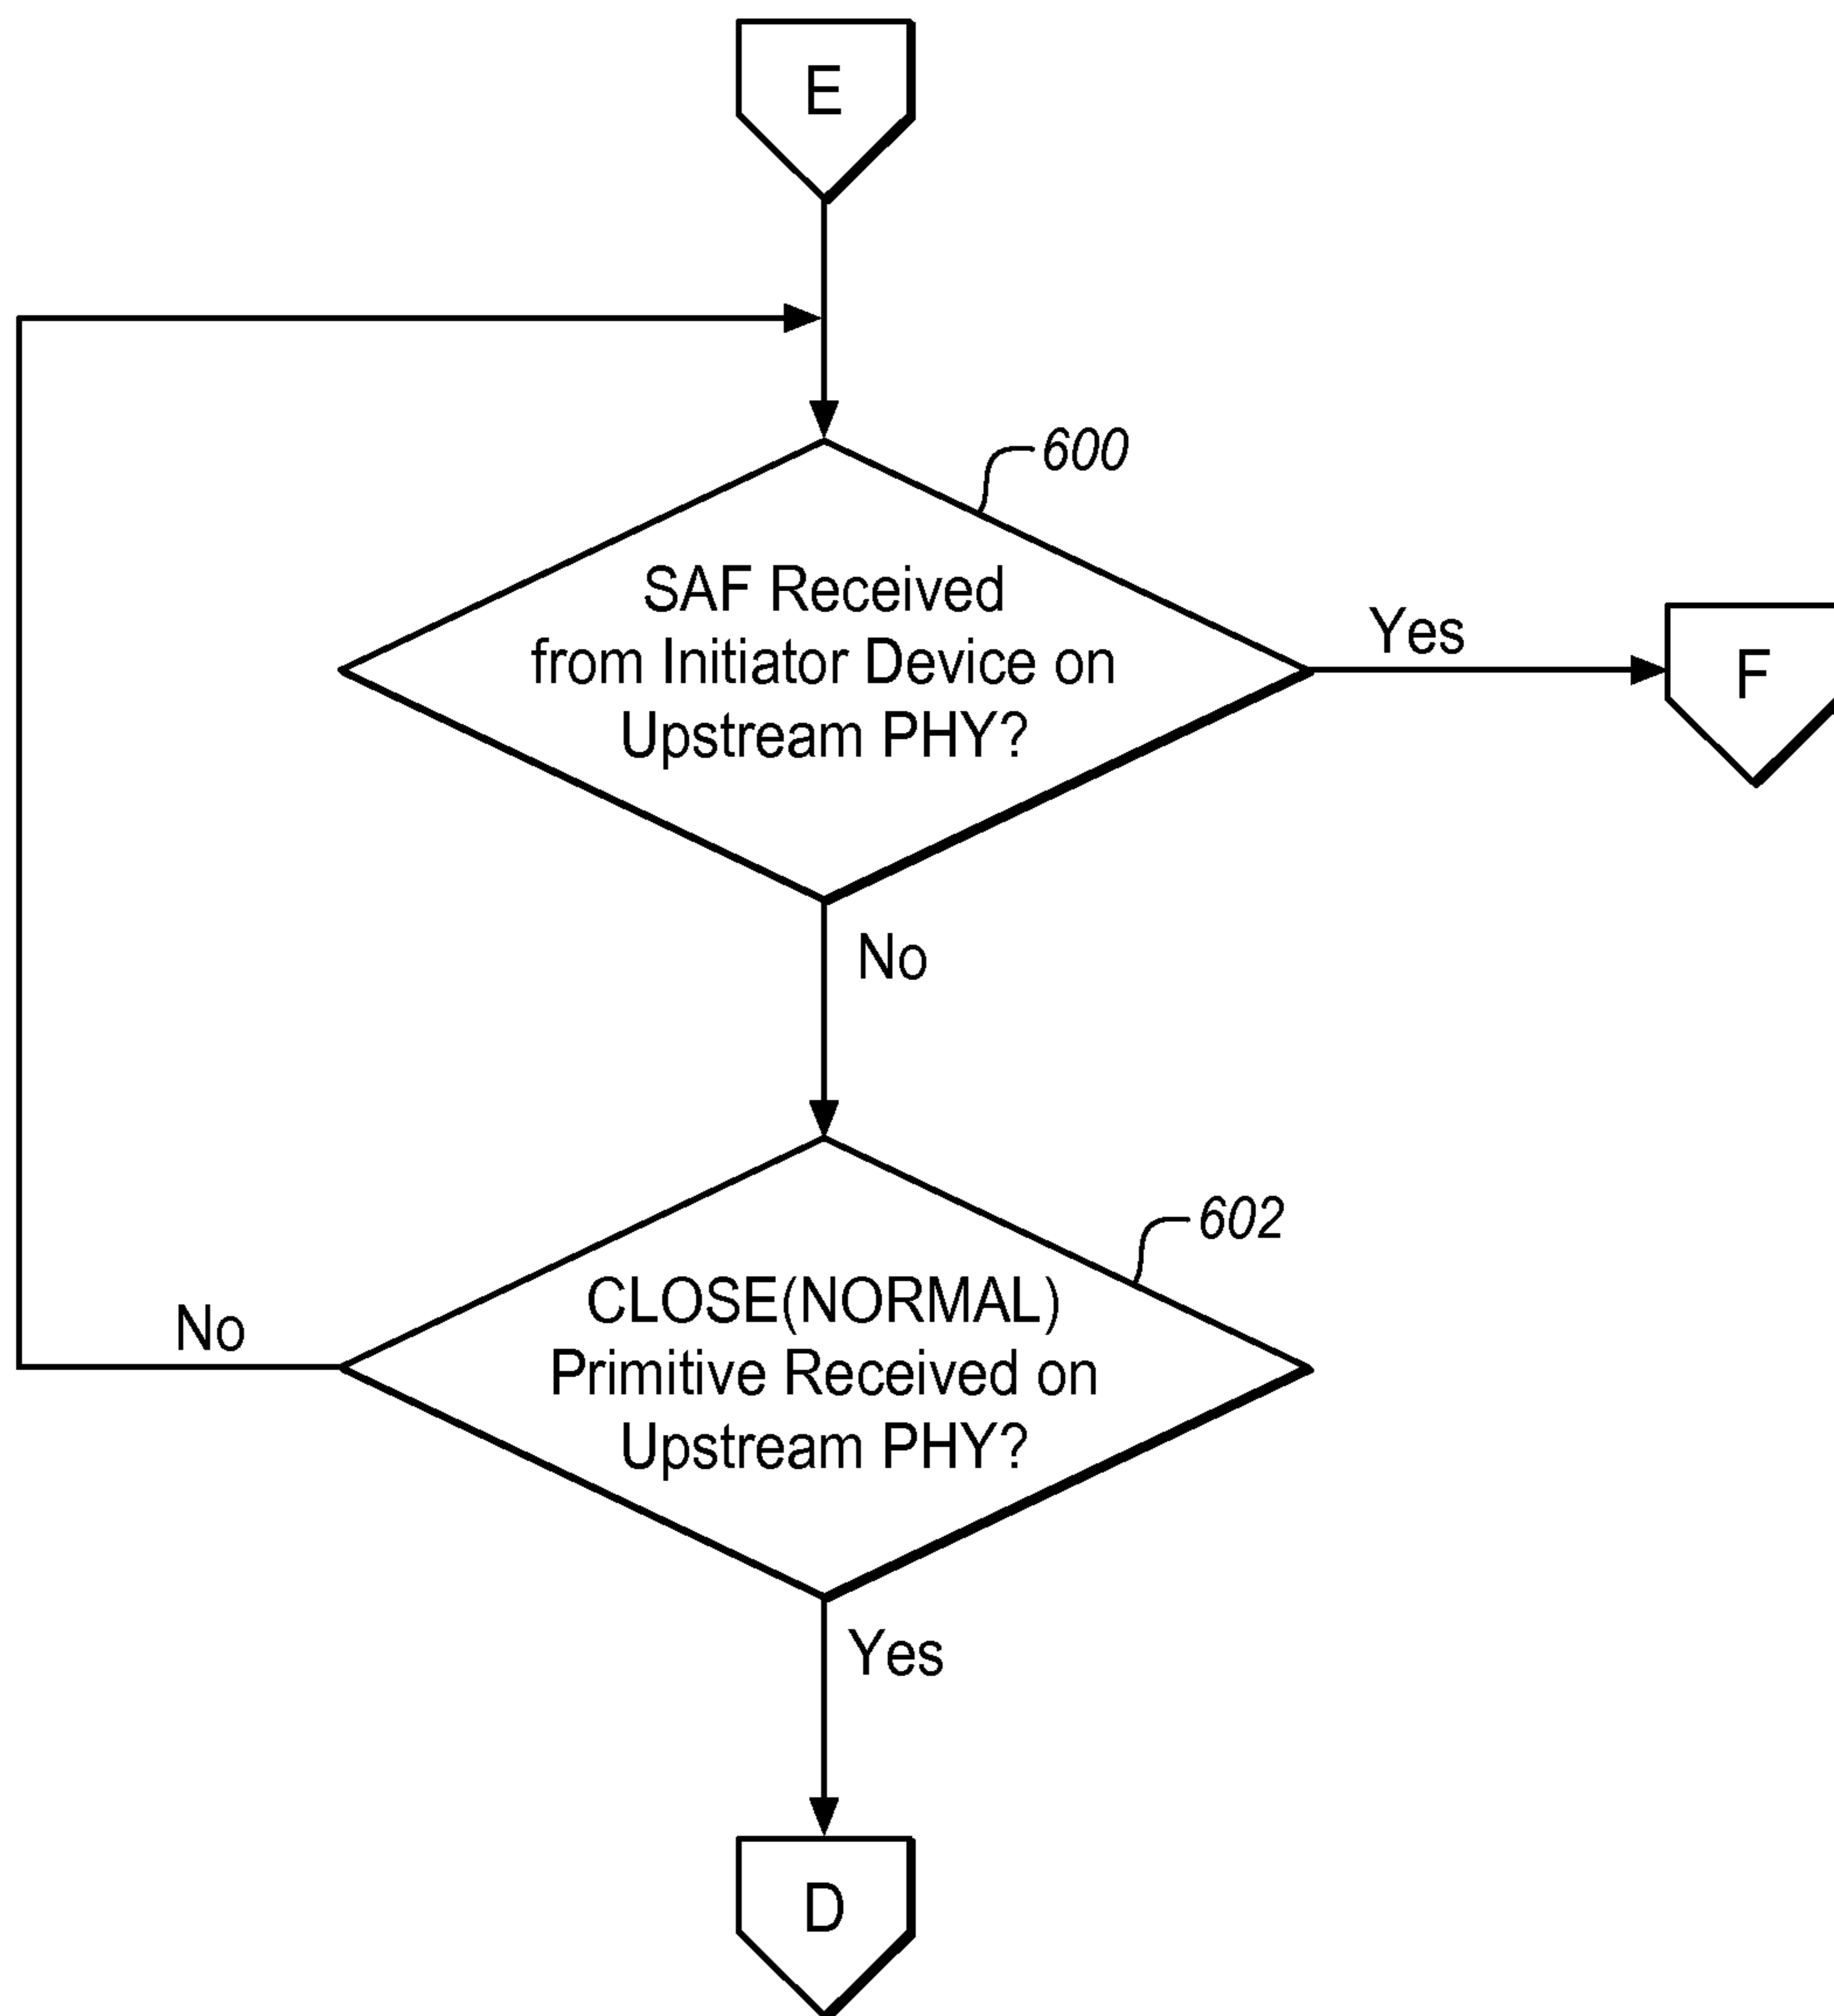 E
600
SAF Received
from Initiator Device on
Upstream PHY?
Yes
F
No
602
CLOSE(NORMAL)
Primitive Received on
Upstream PHY?
No
Yes
D